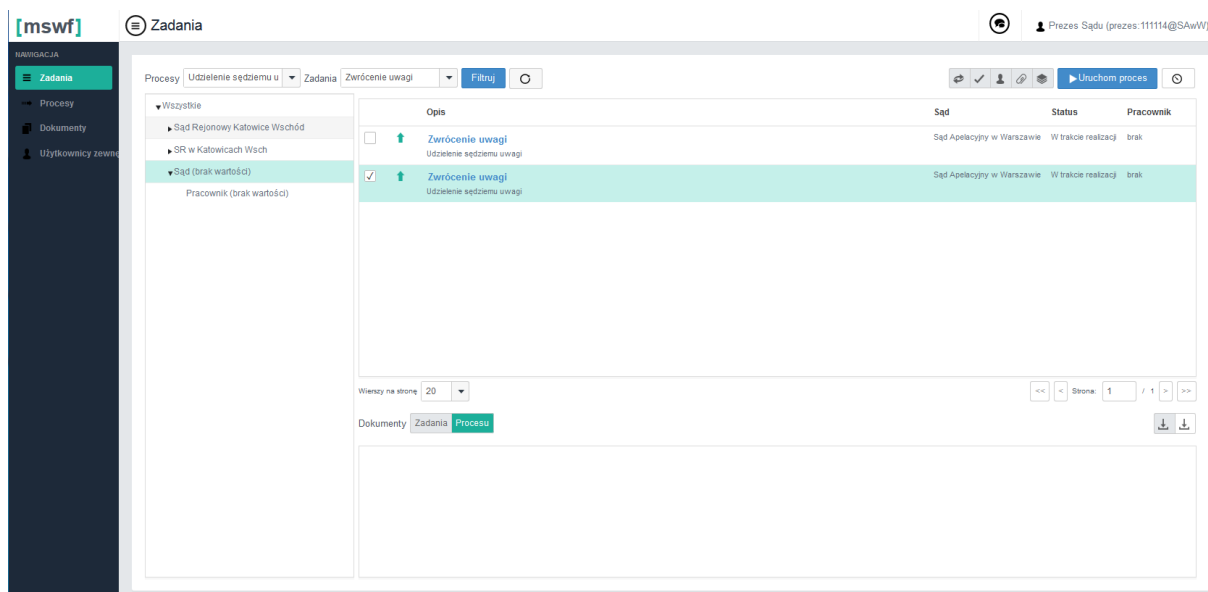 [mswf]
Zadania
Prezes Sądu (prezes:111114@SAwW)
NAWIGACJA
Zadania
Procesy
Dokumenty
Użytkownicy zewnę
Procesy Udzielenie sędziemu u Zadania Zwrócenie uwagi Filtruj
Uruchom proces
Wszystkie
Sąd Rejonowy Katowice Wschód
SR w Katowicach Wsch
Sąd (brak wartości)
Pracownik (brak wartości)
Opis Sąd Status Pracownik
Zwrócenie uwagi Sąd Apelacyjny w Warszawie W trakcie realizacji brak
Udzielenie sędziemu uwagi
Zwrócenie uwagi Sąd Apelacyjny w Warszawie W trakcie realizacji brak
Udzielenie sędziemu uwagi
Wierszy na stronę 20 << < Strona: 1 / 1 > >>
Dokumenty Zadania Procesu